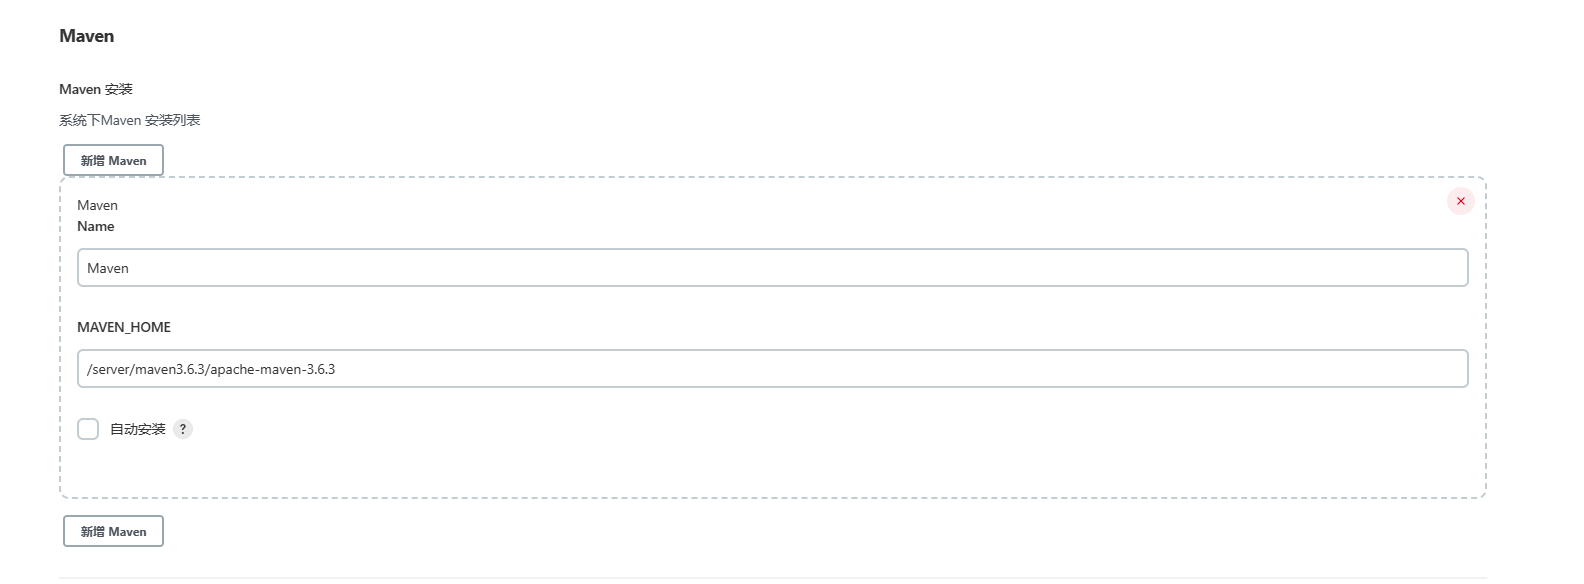 Maven
Maven 安装
系统下Maven 安装列表
新增 Maven
Maven
Name
Maven
MAVEN_HOME
/server/maven3.6.3/apache-maven-3.6.3
自动安装 ?
新增 Maven